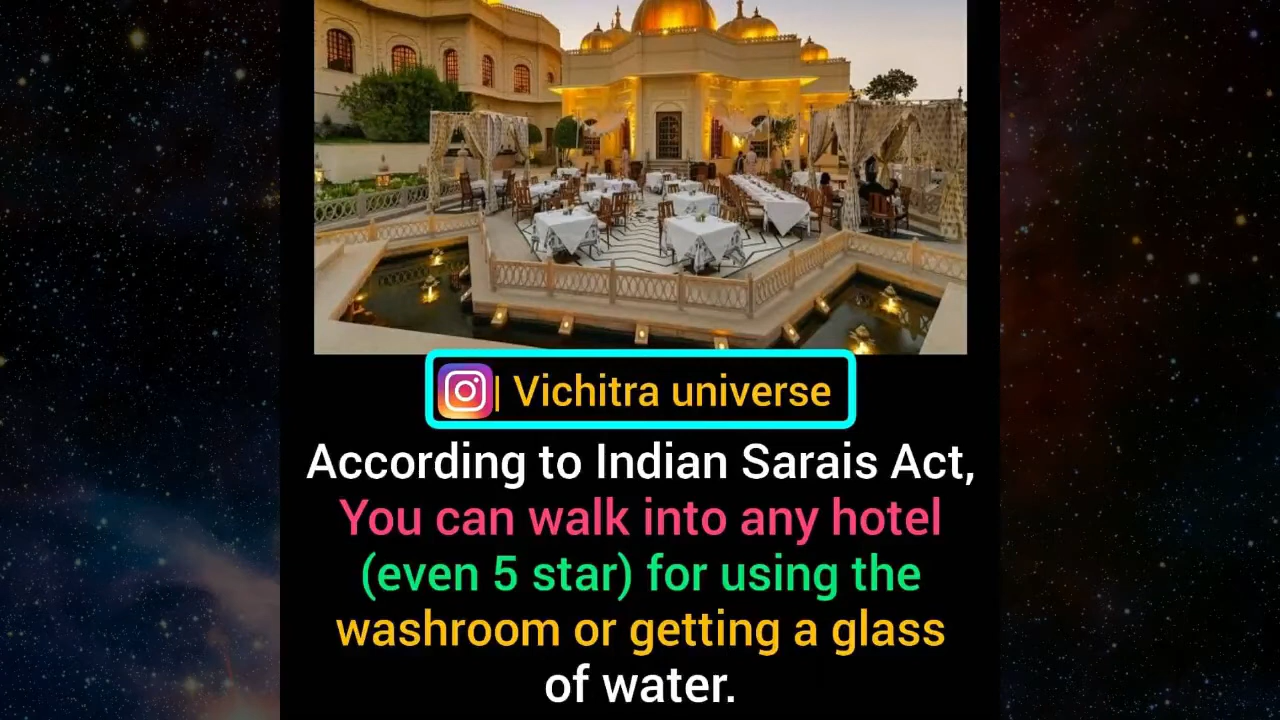 | Vichitra universe
According to Indian Sarais Act,
You can walk into any hotel
(even 5 star) for using the
washroom or getting a glass
of water.